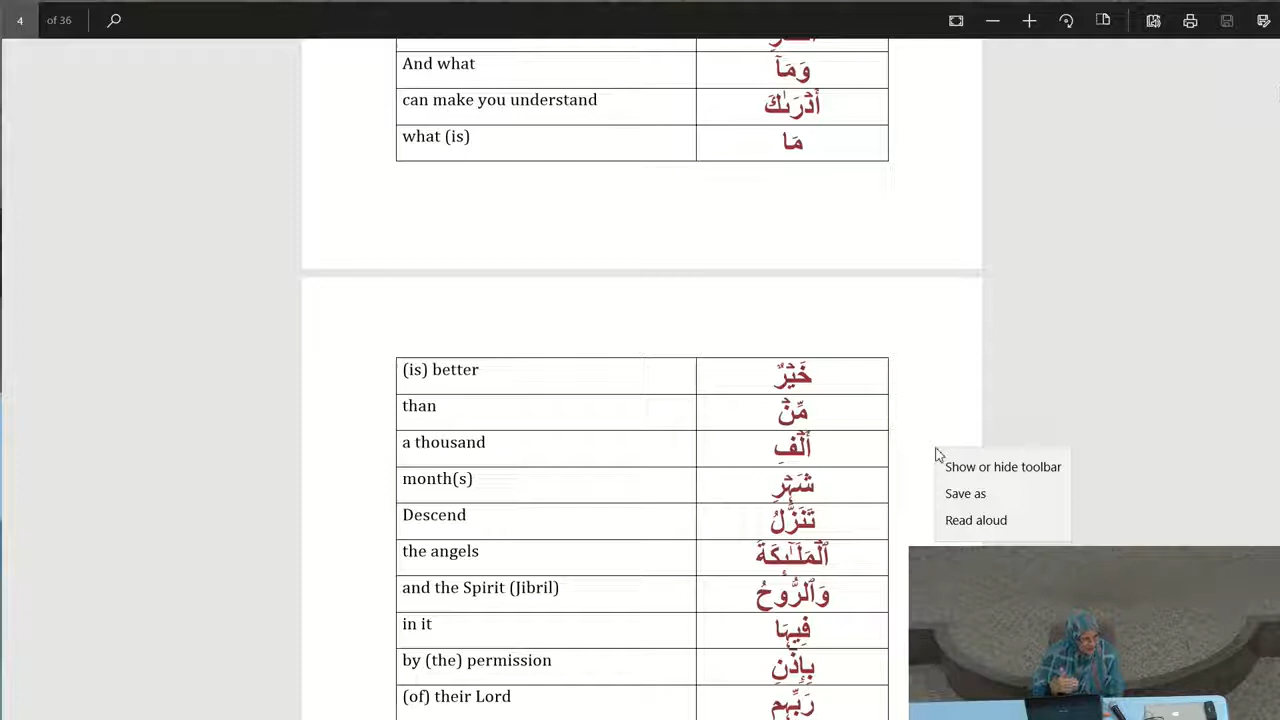 4 of 36
And what وَمَآ
can make you understand أَدْرَىٰكَ
what (is) مَا
(is) better خَيْرٌ
than مِّنْ
a thousand أَلْفِ
month(s) شَهْرٍ
Descend تَنَزَّلُ
the angels ٱلْمَلَـٰٓئِكَةُ
and the Spirit (Jibril) وَٱلرُّوحُ
in it فِيهَا
by (the) permission بِإِذْنِ
(of) their Lord رَبِّهِم
Show or hide toolbar
Save as
Read aloud